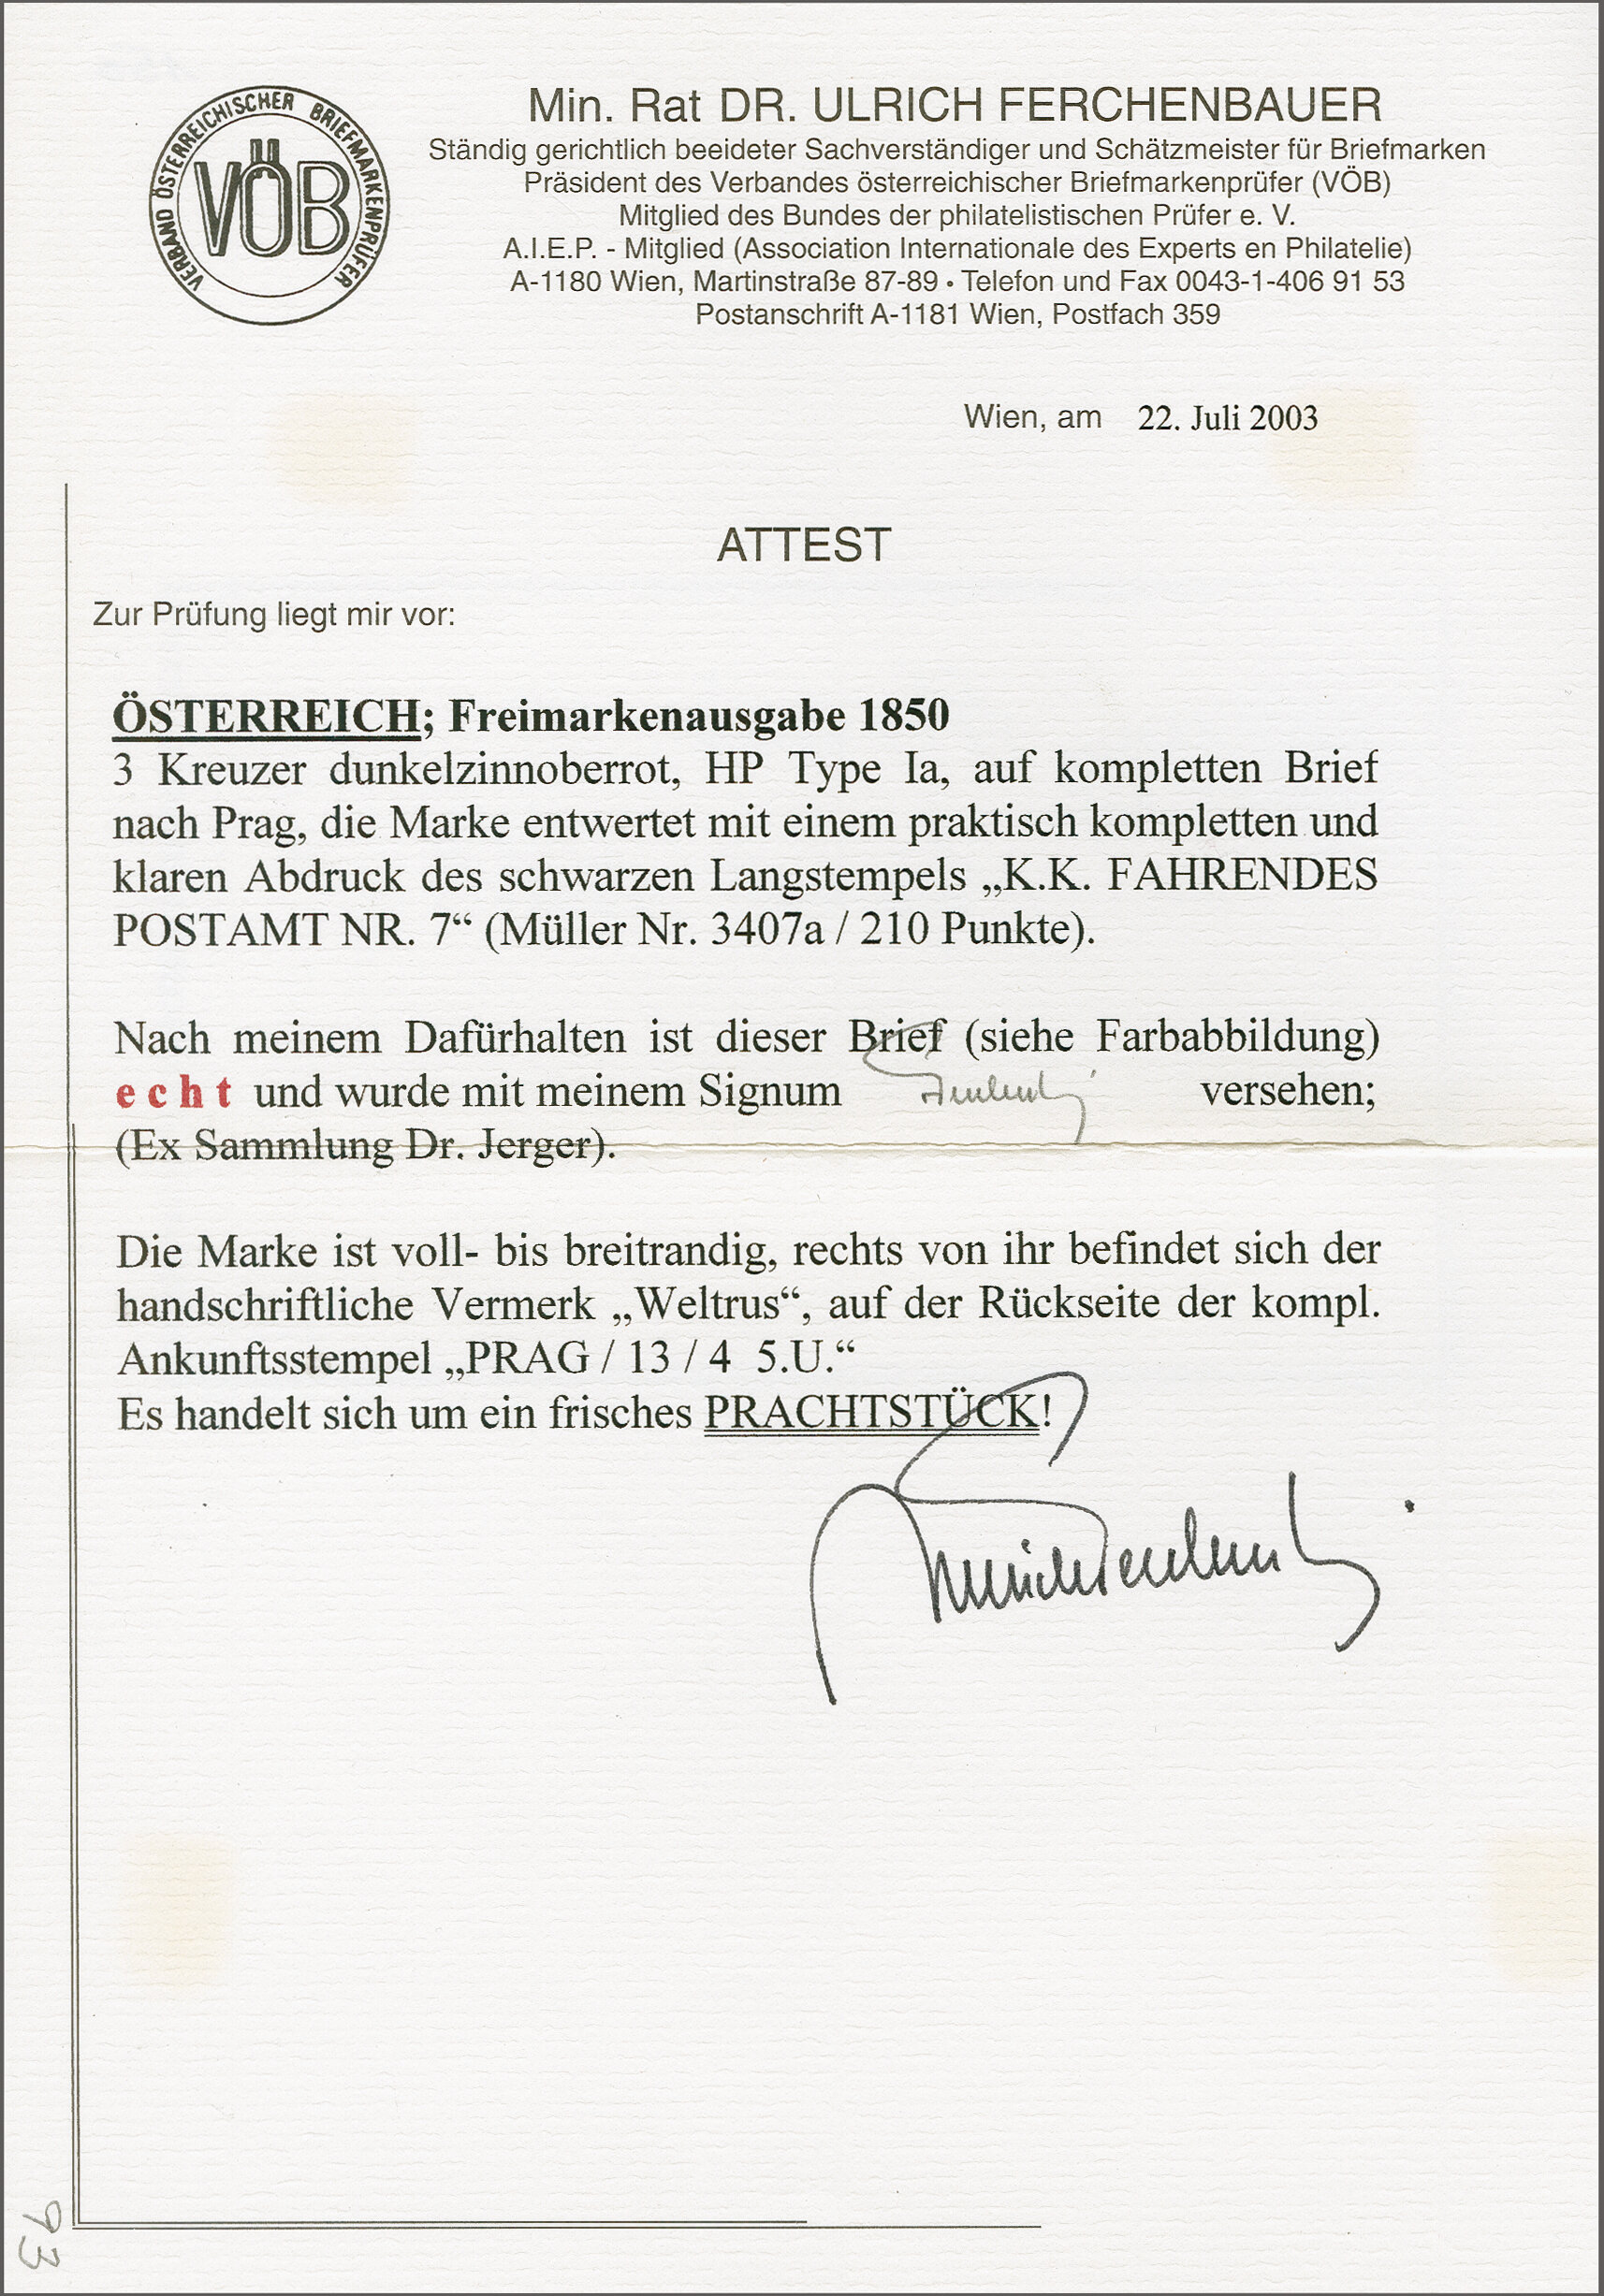 VERBAND ÖSTERREICHISCHER BRIEFMARKENPRÜFER
VÖB
Min. Rat DR. ULRICH FERCHENBAUER
Ständig gerichtlich beeideter Sachverständiger und Schätzmeister für Briefmarken
Präsident des Verbandes österreichischer Briefmarkenprüfer (VÖB)
Mitglied des Bundes der philatelistischen Prüfer e. V.
A.I.E.P. - Mitglied (Association Internationale des Experts en Philatelie)
A-1180 Wien, Martinstraße 87-89 • Telefon und Fax 0043-1-406 91 53
Postanschrift A-1181 Wien, Postfach 359
Wien, am 22. Juli 2003
ATTEST
Zur Prüfung liegt mir vor:
ÖSTERREICH; Freimarkenausgabe 1850
3 Kreuzer dunkelzinnoberrot, HP Type Ia, auf kompletten Brief
nach Prag, die Marke entwertet mit einem praktisch kompletten und
klaren Abdruck des schwarzen Langstempels „K.K. FAHRENDES
POSTAMT NR. 7“ (Müller Nr. 3407a / 210 Punkte).
Nach meinem Dafürhalten ist dieser Brief (siehe Farbabbildung)
echt und wurde mit meinem Signum versehen;
(Ex Sammlung Dr. Jerger).
Die Marke ist voll- bis breitrandig, rechts von ihr befindet sich der
handschriftliche Vermerk „Weltrus“, auf der Rückseite der kompl.
Ankunftsstempel „PRAG / 13 / 4 5.U.“
Es handelt sich um ein frisches PRACHTSTÜCK!
93